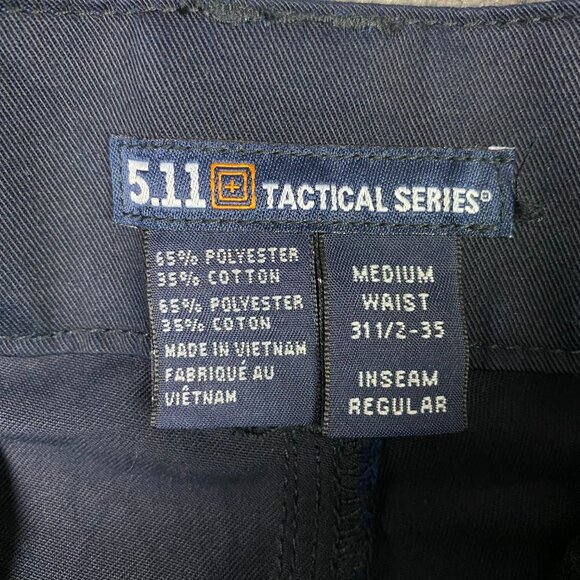 5.11 TACTICAL SERIES®
65% POLYESTER
35% COTTON
65% POLYESTER
35% COTON
MADE IN VIETNAM
FABRIQUÉ AU
VIÊTNAM
MEDIUM
WAIST
311/2-35
INSEAM
REGULAR